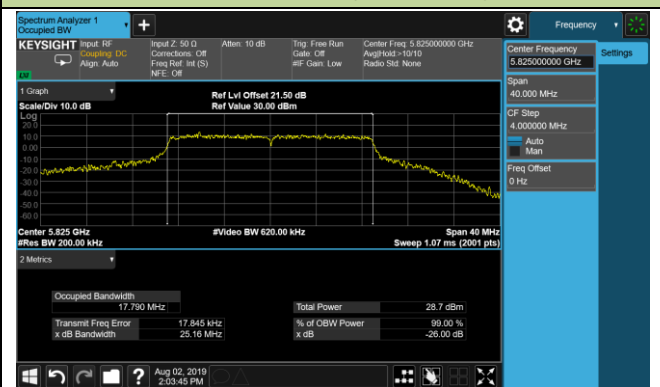 Spectrum Analyzer 1
Occupied BW
Frequency
KEYSIGHT
Input: RF
Coupling: DC
Align: Auto
Input Z: 50 Ω
Corrections: Off
Freq Ref: Int (S)
NFE: Off
Atten: 10 dB
Trig: Free Run
Gate: Off
#IF Gain: Low
Center Freq: 5.825000000 GHz
Avg|Hold:>10/10
Radio Std: None
LXI
Center Frequency
5.825000000 GHz
Settings
Span
40.000 MHz
CF Step
4.000000 MHz
Auto
Man
Freq Offset
0 Hz
1 Graph
Scale/Div 10.0 dB
Ref Lvl Offset 21.50 dB
Ref Value 30.00 dBm
Log
20.0
10.0
0.00
-10.0
-20.0
-30.0
-40.0
-50.0
-60.0
Center 5.825 GHz
#Video BW 620.00 kHz
Span 40 MHz
#Res BW 200.00 kHz
Sweep 1.07 ms (2001 pts)
2 Metrics
Occupied Bandwidth
17.790 MHz
Total Power
28.7 dBm
Transmit Freq Error
17.845 kHz
% of OBW Power
99.00 %
x dB Bandwidth
25.16 MHz
x dB
-26.00 dB
?
Aug 02, 2019
2:03:45 PM